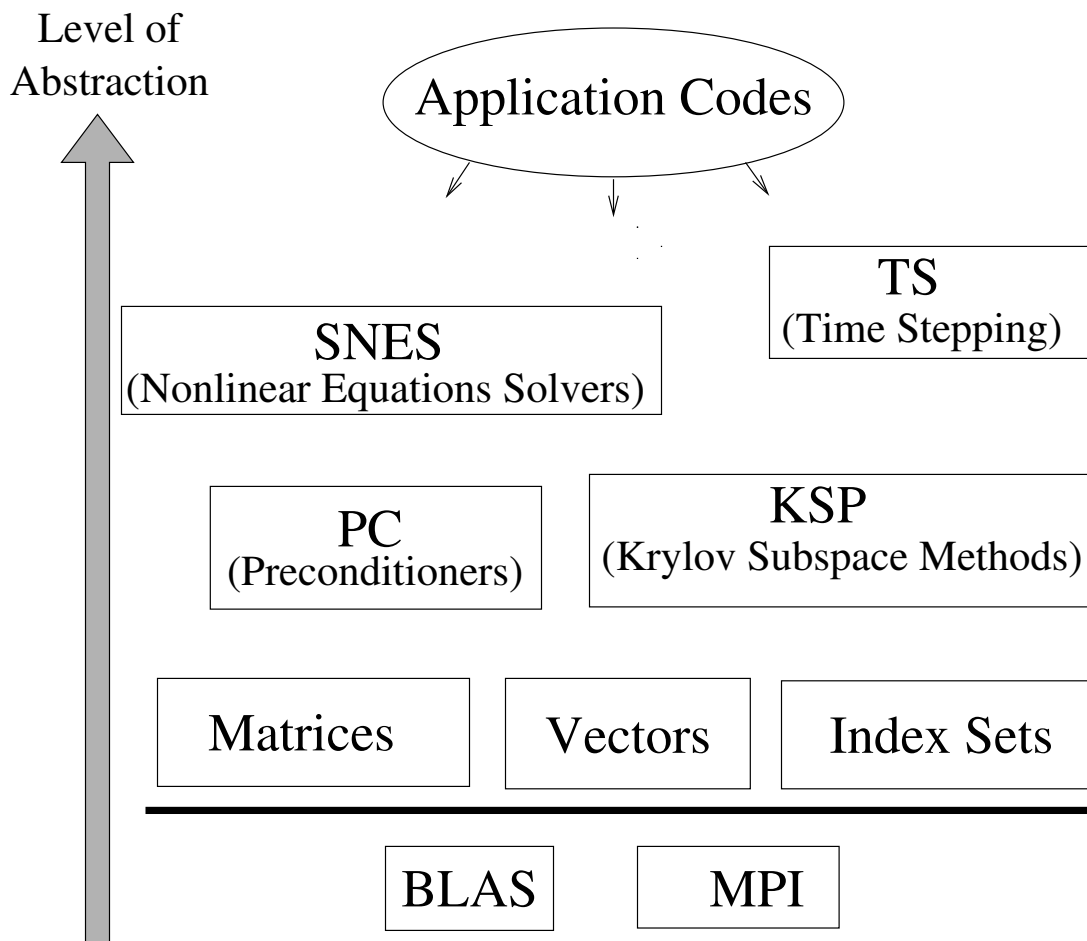 Level of
Abstraction
Application Codes
TS
(Time Stepping)
SNES
(Nonlinear Equations Solvers)
PC
(Preconditioners)
KSP
(Krylov Subspace Methods)
Matrices
Vectors
Index Sets
BLAS
MPI